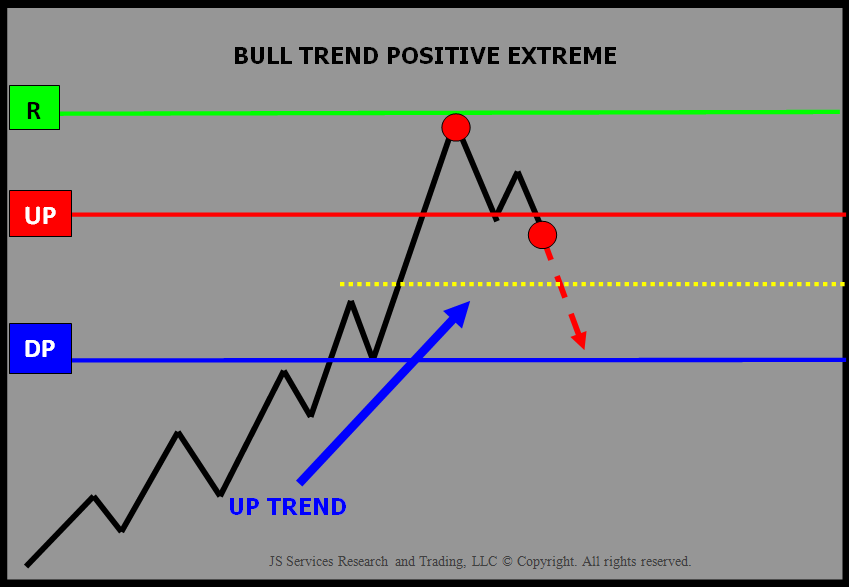 BULL TREND POSITIVE EXTREME
R
UP
DP
UP TREND
JS Services Research and Trading, LLC © Copyright. All rights reserved.